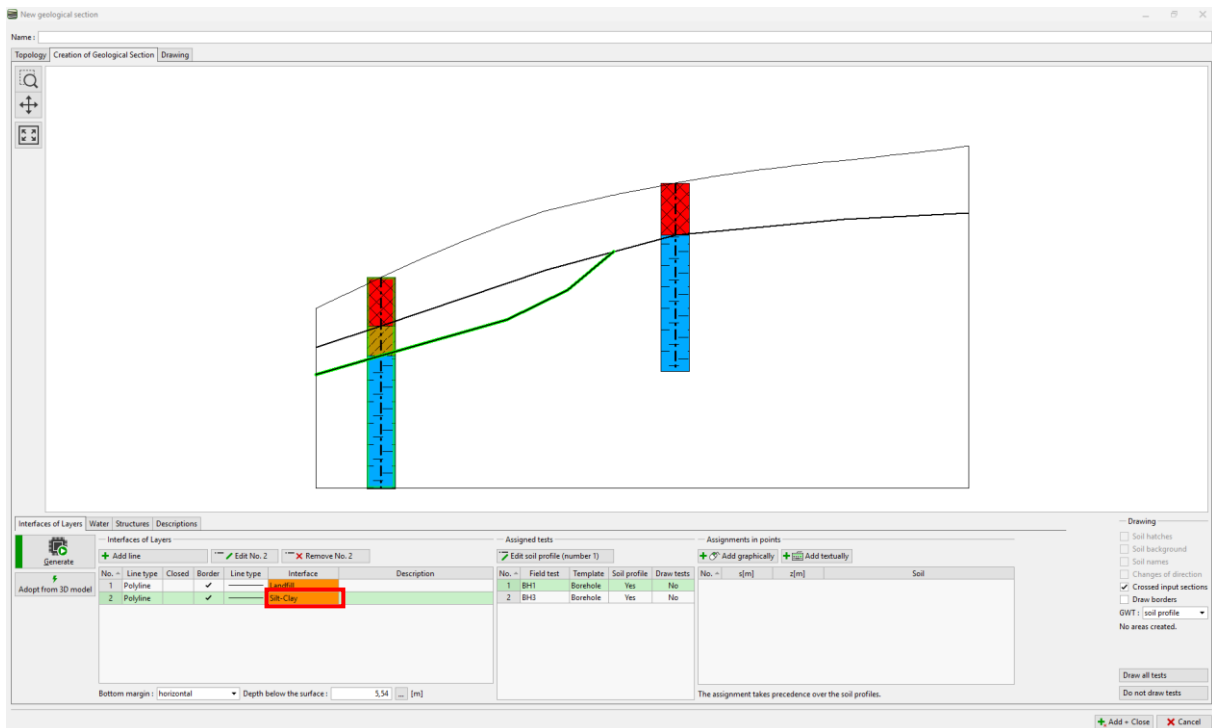 New geological section
Name :
Topology Creation of Geological Section Drawing
Interfaces of Layers Water Structures Descriptions
Generate
Adopt from 3D model
Interfaces of Layers
Add line Edit No. 2 Remove No. 2
No. Line type Closed Border Line type Interface Description
1 Polyline Landfill
2 Polyline Silt-Clay
Bottom margin : horizontal Depth below the surface : 5,54 ... [m]
Assigned tests
Edit soil profile (number 1)
No. Field test Template Soil profile Draw tests
1 BH1 Borehole Yes No
2 BH3 Borehole Yes No
Assignments in points
Add graphically Add textually
No. s[m] z[m] Soil
The assignment takes precedence over the soil profiles.
Drawing
Soil hatches
Soil background
Soil names
Changes of direction
Crossed input sections
Draw borders
GWT : soil profile
No areas created.
Draw all tests
Do not draw tests
Add + Close Cancel